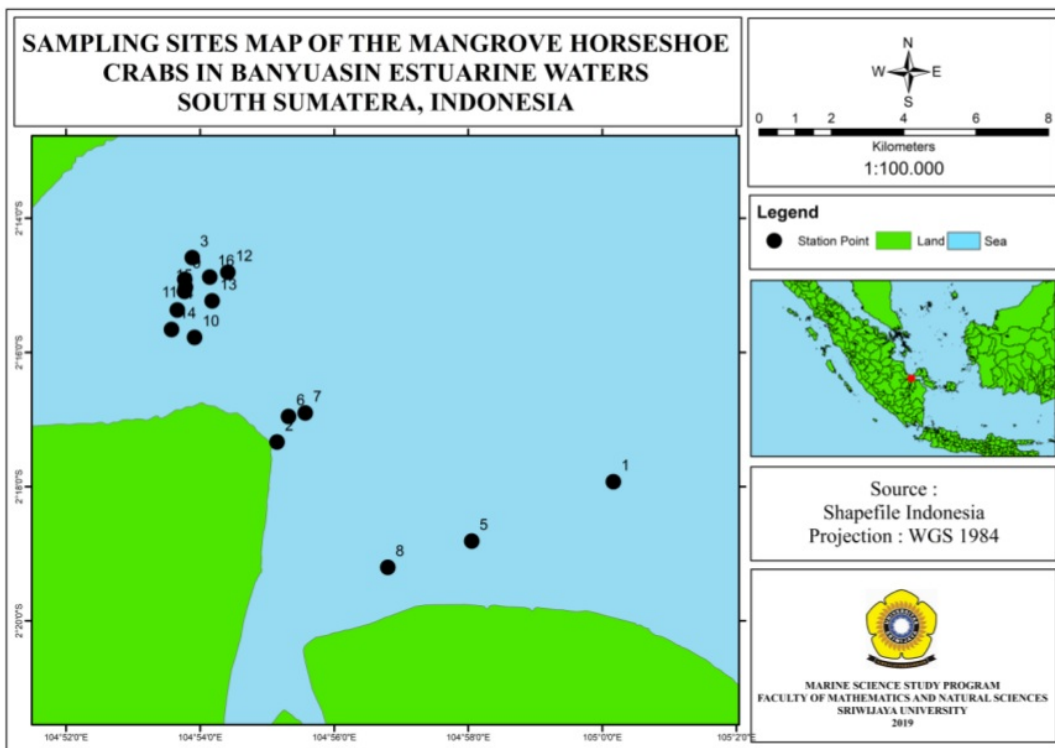 SAMPLING SITES MAP OF THE MANGROVE HORSESHOE
CRABS IN BANYUASIN ESTUARINE WATERS
SOUTH SUMATERA, INDONESIA
N
W E
S
0 1 2 4 6 8
Kilometers
1:100.000
Legend
Station Point Land Sea
2°14'0"S
2°16'0"S
2°18'0"S
2°20'0"S
3
16 12
15
13
11
14 10
6 7
2
1
5
8
104°52'0"E 104°54'0"E 104°56'0"E 104°58'0"E 105°0'0"E 105°2'0"E
Source :
Shapefile Indonesia
Projection : WGS 1984
MARINE SCIENCE STUDY PROGRAM
FACULTY OF MATHEMATICS AND NATURAL SCIENCES
SRIWIJAYA UNIVERSITY
2019